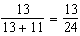 13/(13 + 11) = 13/24